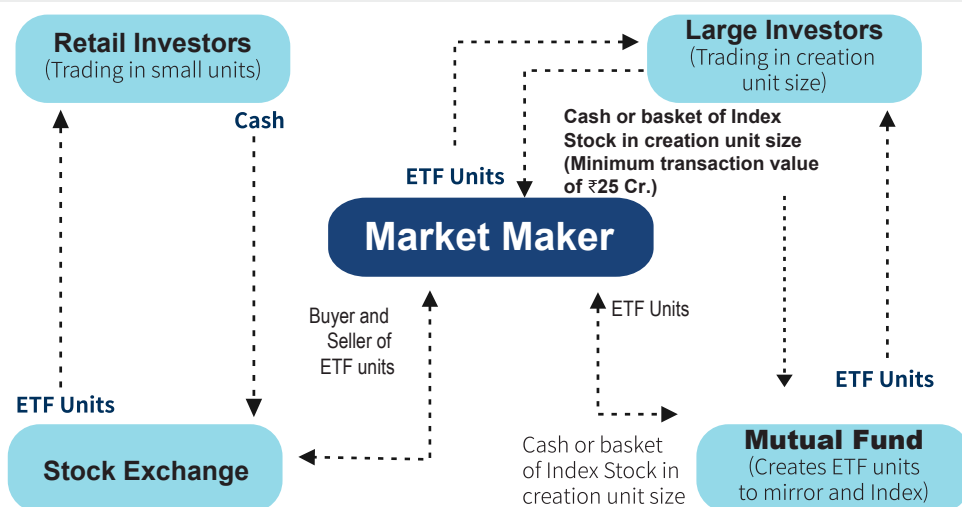 Retail Investors
(Trading in small units)
Large Investors
(Trading in creation
unit size)
Cash
Cash or basket of Index
Stock in creation unit size
(Minimum transaction value
of ₹25 Cr.)
ETF Units
Market Maker
Buyer and
Seller of
ETF units
ETF Units
ETF Units
ETF Units
Stock Exchange
Cash or basket
of Index Stock in
creation unit size
Mutual Fund
(Creates ETF units
to mirror and Index)